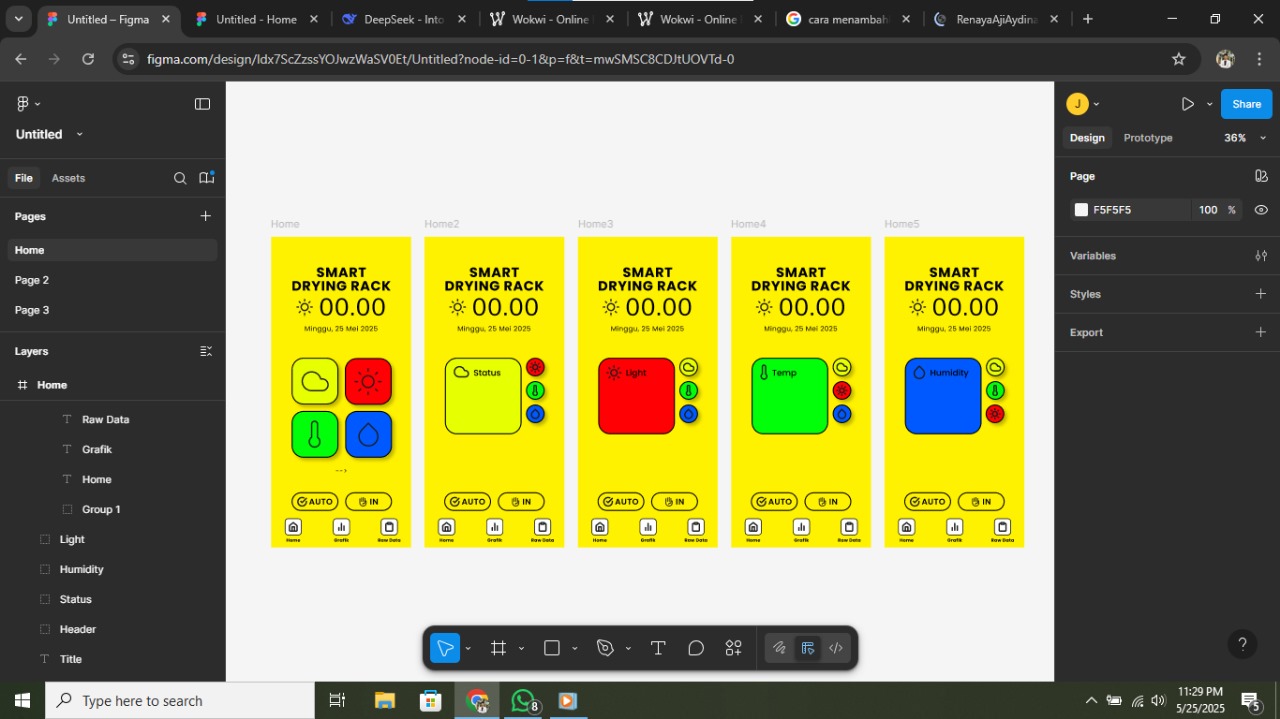 Untitled – Figma
Untitled - Home
DeepSeek - Into
Wokwi - Online
Wokwi - Online
cara menambah
RenayaAjiAydina
figma.com/design/ldx7ScZzssYOJwzWaSV0Et/Untitled?node-id=0-1&p=f&t=mwSMSC8CDJtUOVTd-0
Untitled
File
Assets
Pages
Home
Page 2
Page 3
Layers
Home
Raw Data
Grafik
Home
Group 1
Light
Humidity
Status
Header
Title
Home
SMART
DRYING RACK
00.00
Minggu, 25 Mei 2025
-->
AUTO
IN
Home
Grafik
Raw Data
Home2
SMART
DRYING RACK
00.00
Minggu, 25 Mei 2025
Status
AUTO
IN
Home
Grafik
Raw Data
Home3
SMART
DRYING RACK
00.00
Minggu, 25 Mei 2025
Light
AUTO
IN
Home
Grafik
Raw Data
Home4
SMART
DRYING RACK
00.00
Minggu, 25 Mei 2025
Temp
AUTO
IN
Home
Grafik
Raw Data
Home5
SMART
DRYING RACK
00.00
Minggu, 25 Mei 2025
Humidity
AUTO
IN
Home
Grafik
Raw Data
J
Share
Design
Prototype
36%
Page
F5F5F5
100 %
Variables
Styles
Export
?
Type here to search
8
11:29 PM
5/25/2025
5